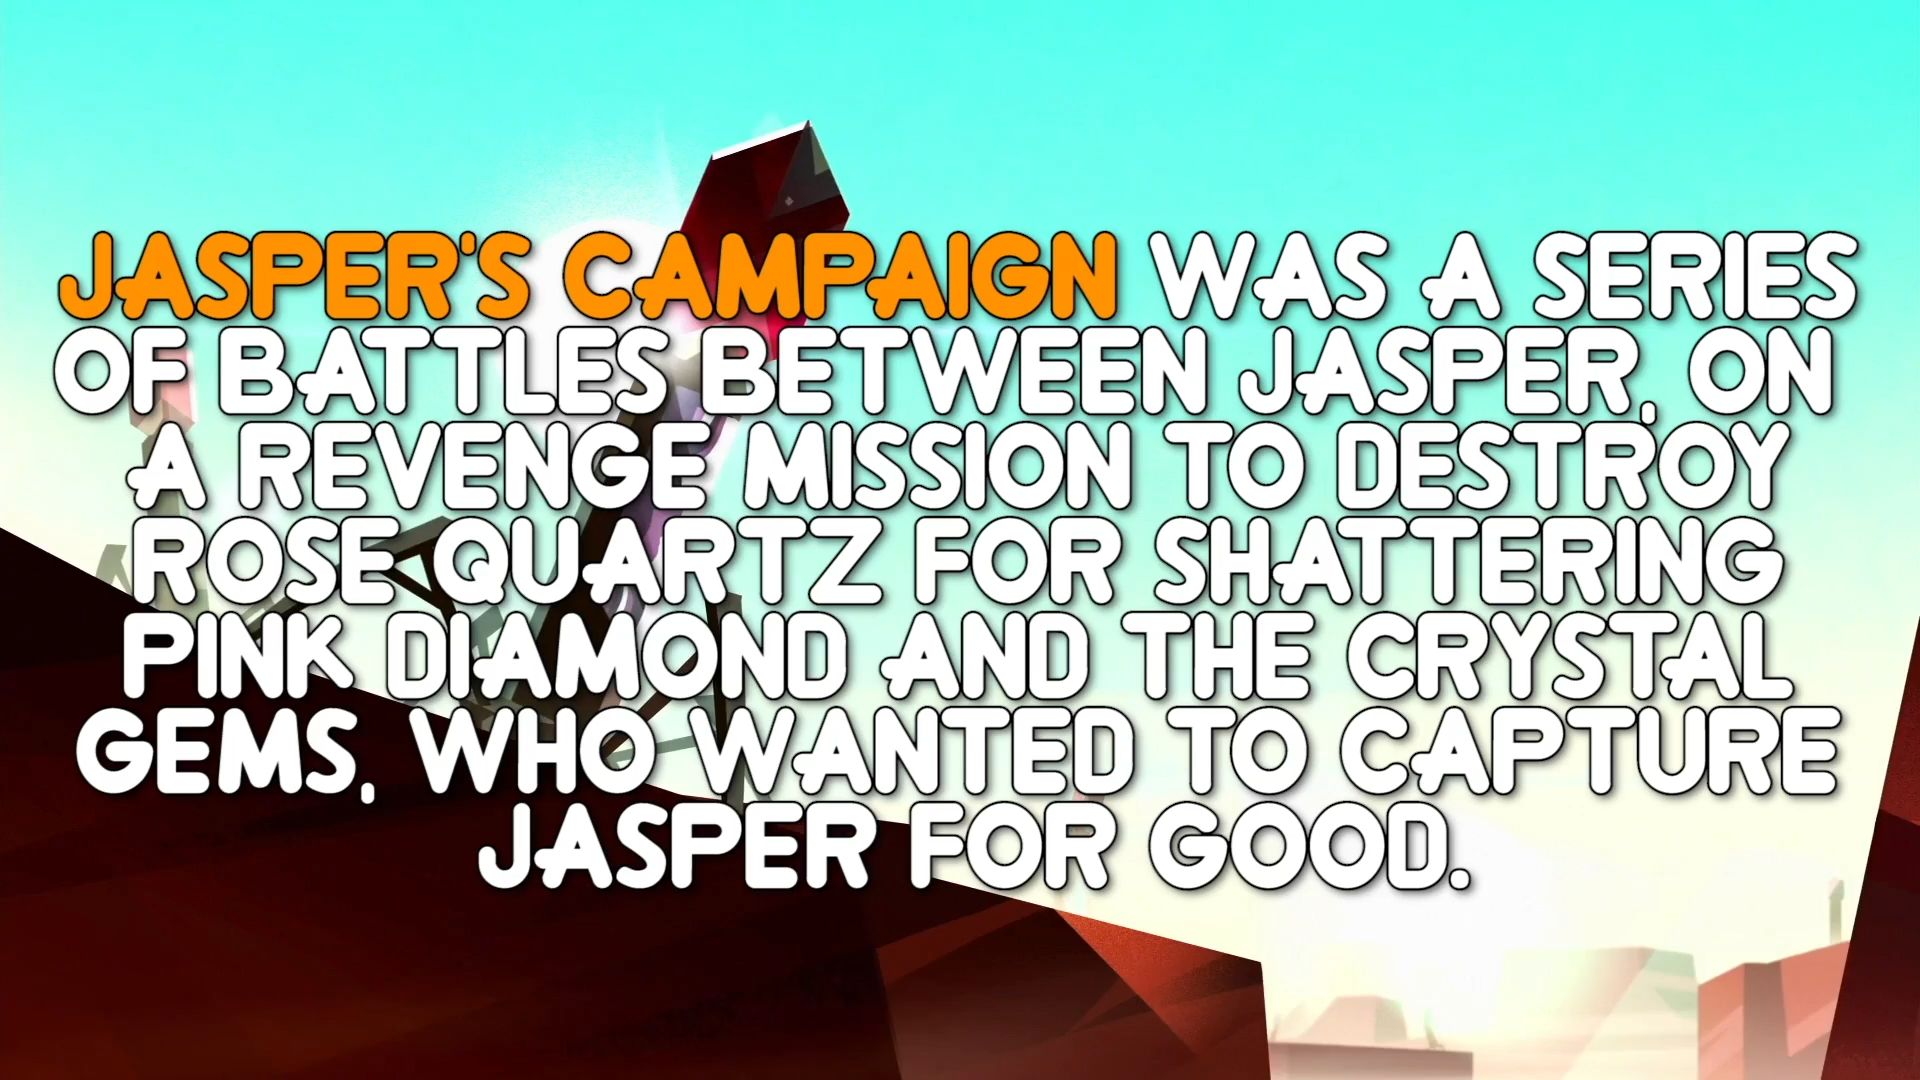 JASPER'S CAMPAIGN WAS A SERIES
OF BATTLES BETWEEN JASPER, ON
A REVENGE MISSION TO DESTROY
ROSE QUARTZ FOR SHATTERING
PINK DIAMOND AND THE CRYSTAL
GEMS, WHO WANTED TO CAPTURE
JASPER FOR GOOD.